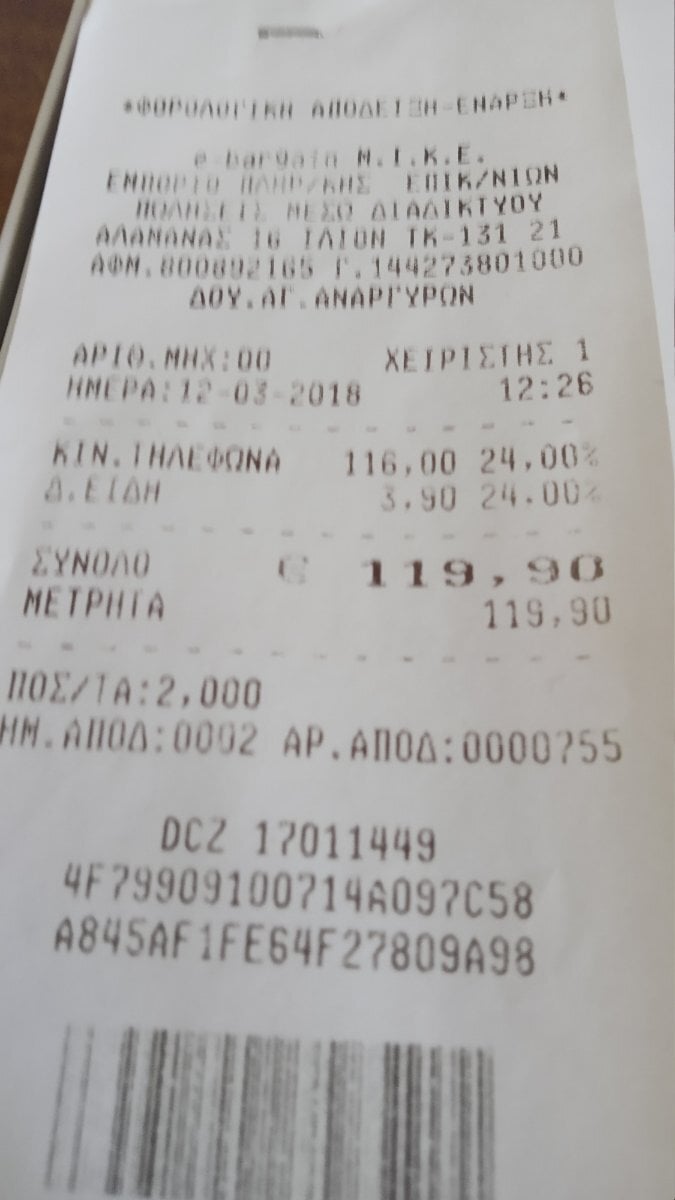 *ΦΟΡΟΛΟΓΙΚΗ ΑΠΟΔΕΙΞΗ-ΕΝΑΡΞΗ*
e-bargain Μ.Ι.Κ.Ε.
ΕΜΠΟΡΙΟ ΠΛΗΡ/ΚΗΣ ΕΠΙΚ/ΝΙΩΝ
ΠΩΛΗΣΕΙΣ ΜΕΣΩ ΔΙΑΔΙΚΤΥΟΥ
ΑΛΑΜΑΝΑΣ 16 ΙΛΙΟΝ ΤΚ-131 21
ΑΦΜ.800892165 Γ.144273801000
ΔΟΥ.ΑΓ.ΑΝΑΡΓΥΡΩΝ
ΑΡΙΘ.ΜΗΧ:00 ΧΕΙΡΙΣΤΗΣ 1
ΗΜΕΡΑ:12-03-2018 12:26
ΚΙΝ.ΤΗΛΕΦΩΝΑ 116,00 24,00%
Δ.ΕΙΔΗ 3,90 24.00%
ΣΥΝΟΛΟ € 119,90
ΜΕΤΡΗΤΑ 119,90
ΠΟΣ/ΤΑ:2,000
ΗΜ.ΑΠΟΔ:0002 ΑΡ.ΑΠΟΔ:0000755
DCZ 17011449
4F79909100714A097C58
A845AF1FE64F27809A98